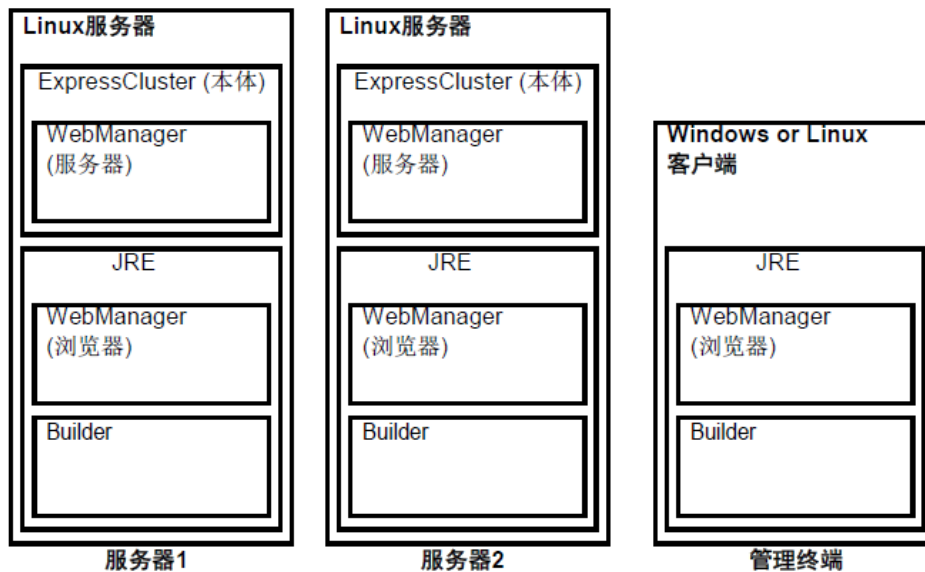 Linux服务器
ExpressCluster (本体)
WebManager
(服务器)
JRE
WebManager
(浏览器)
Builder
服务器1
Linux服务器
ExpressCluster (本体)
WebManager
(服务器)
JRE
WebManager
(浏览器)
Builder
服务器2
Windows or Linux
客户端
JRE
WebManager
(浏览器)
Builder
管理终端